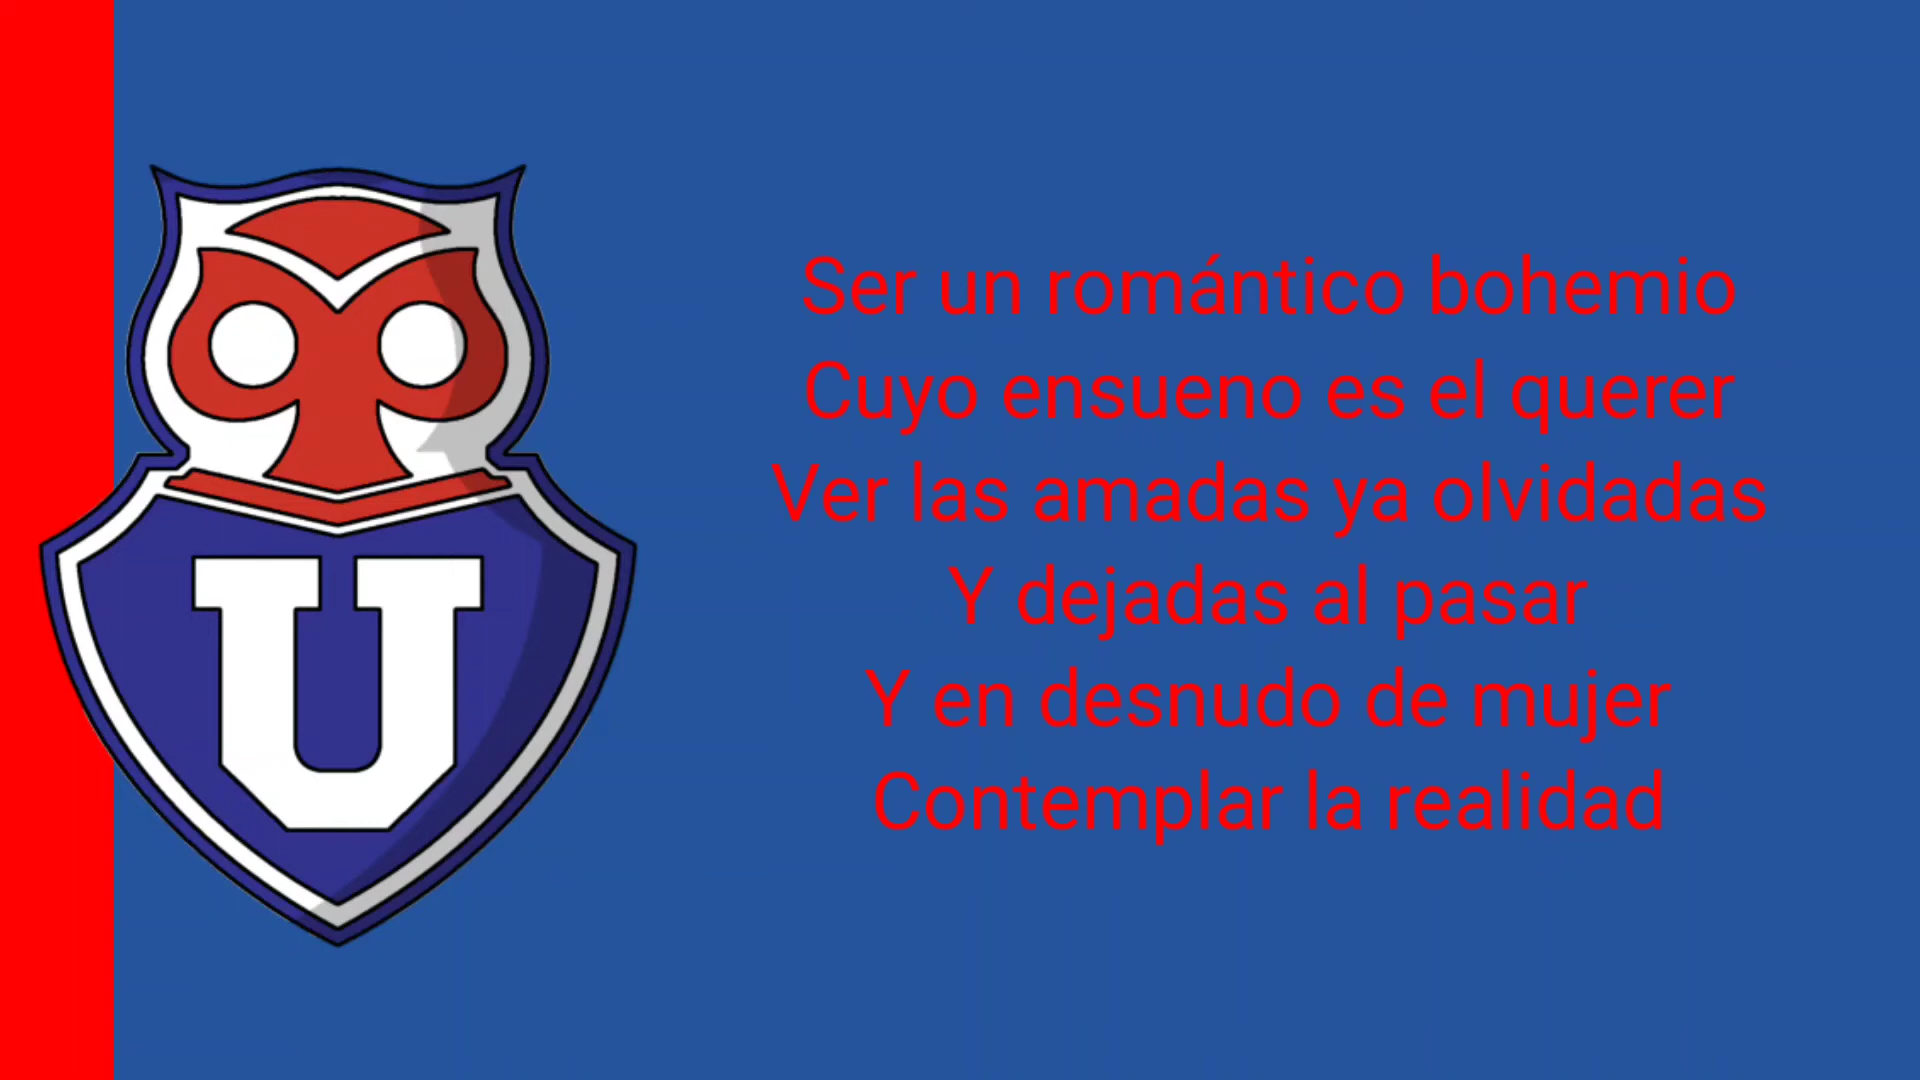 U
Ser un romántico bohemio
Cuyo ensueno es el querer
Ver las amadas ya olvidadas
Y dejadas al pasar
Y en desnudo de mujer
Contemplar la realidad